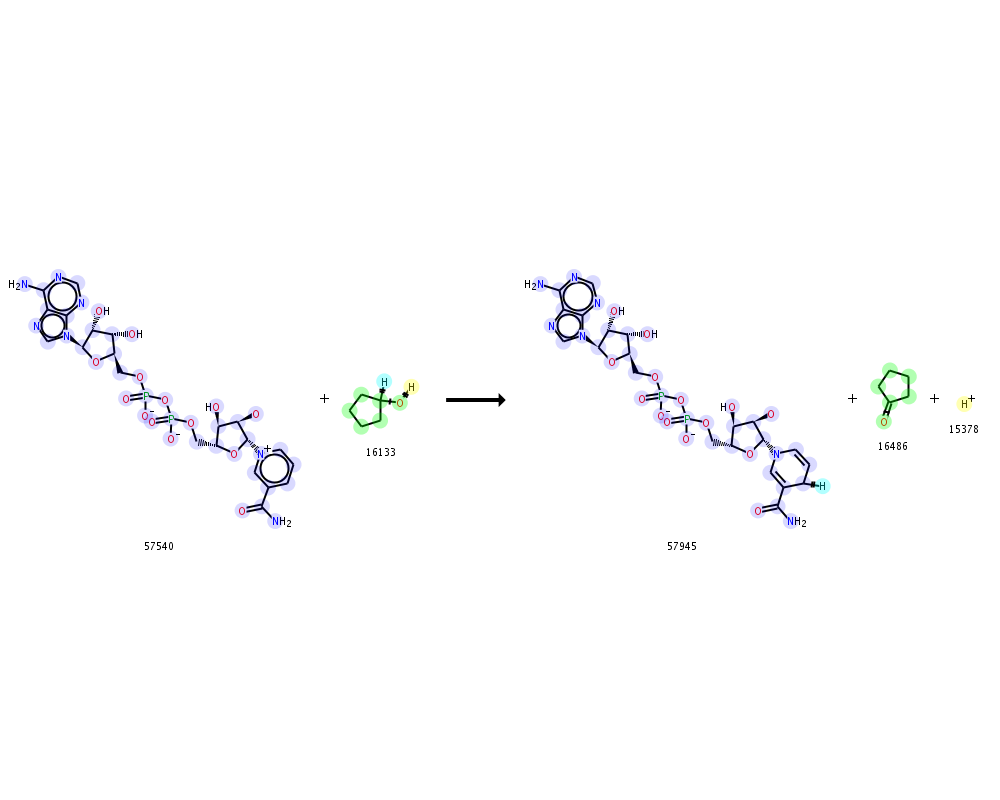 H₂N N N N N OH OH O O O P O O⁻ O P O O⁻ HO O O N⁺ O NH₂
57540
+
H H O
16133
H₂N N N N N OH OH O O O P O O⁻ O P O O⁻ HO O O N H O NH₂
57945
+
O
16486
+
H⁺
15378